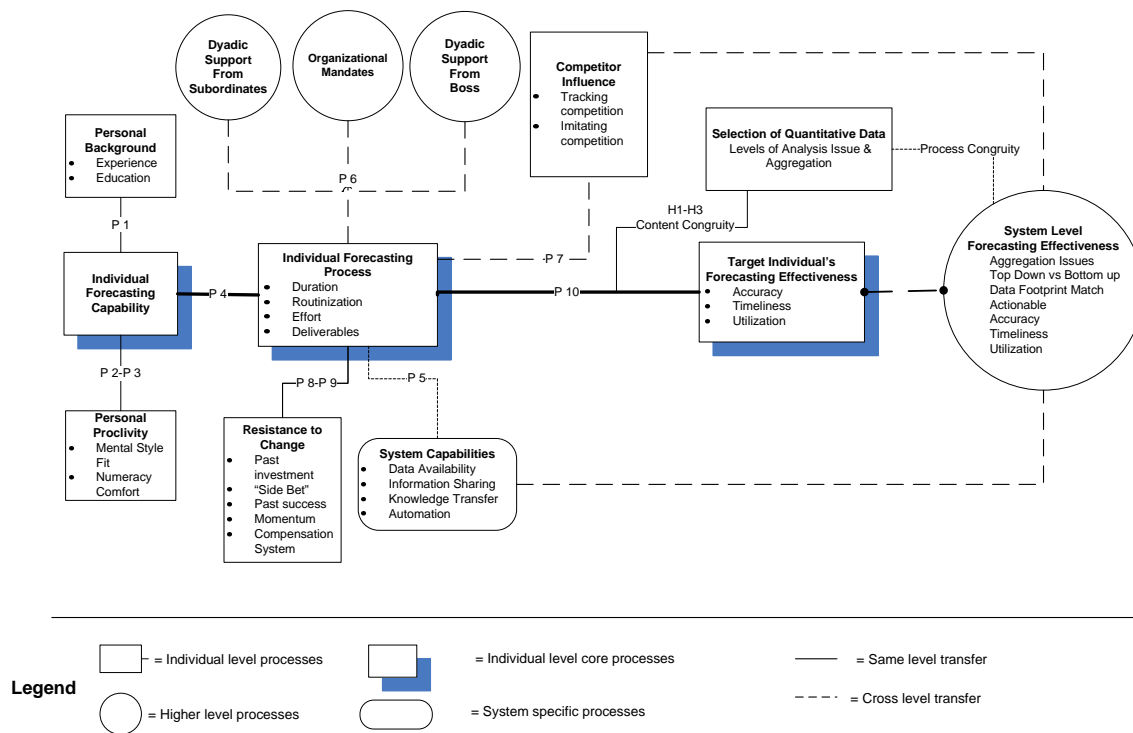 Dyadic
Support
From
Subordinates
Organizational
Mandates
Dyadic
Support
From
Boss
Competitor
Influence
• Tracking
competition
• Imitating
competition
Personal
Background
• Experience
• Education
Selection of Quantitative Data
Levels of Analysis Issue &
Aggregation
Process Congruity
P 6
P 1
H1-H3
Content Congruity
P 7
Individual
Forecasting
Capability
P 4
Individual Forecasting
Process
• Duration
• Routinization
• Effort
• Deliverables
P 10
Target Individual's
Forecasting Effectiveness
• Accuracy
• Timeliness
• Utilization
System Level
Forecasting Effectiveness
Aggregation Issues
Top Down vs Bottom up
Data Footprint Match
Actionable
Accuracy
Timeliness
Utilization
P 2-P 3
P 8-P 9
P 5
Personal
Proclivity
• Mental Style
Fit
• Numeracy
Comfort
Resistance to
Change
• Past
investment
• “Side Bet”
• Past success
• Momentum
• Compensation
System
System Capabilities
• Data Availability
• Information Sharing
• Knowledge Transfer
• Automation
Legend
= Individual level processes
= Individual level core processes
= Same level transfer
= Higher level processes
= System specific processes
= Cross level transfer